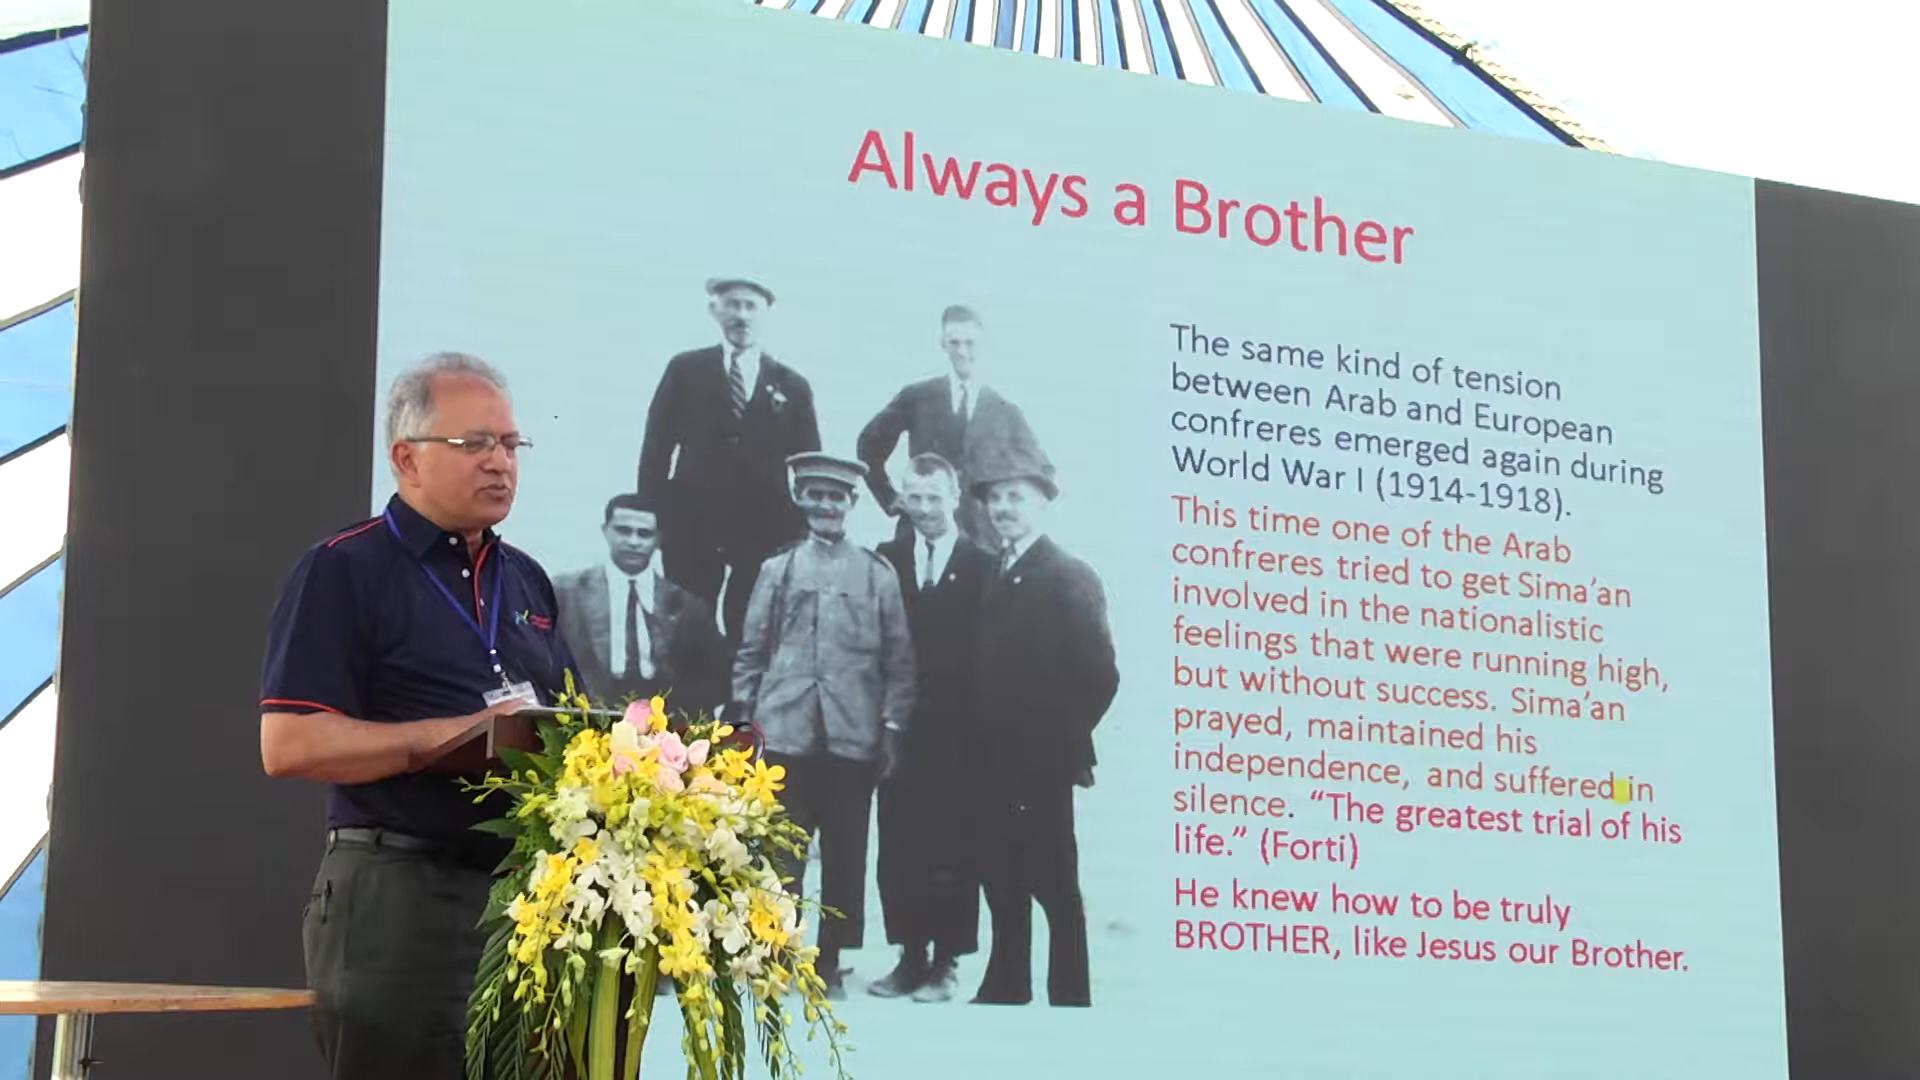 Always a Brother
The same kind of tension
between Arab and European
confreres emerged again during
World War I (1914-1918).
This time one of the Arab
confreres tried to get Sima’an
involved in the nationalistic
feelings that were running high,
but without success. Sima’an
prayed, maintained his
independence, and suffered in
silence. “The greatest trial of his
life.” (Forti)
He knew how to be truly
BROTHER, like Jesus our Brother.